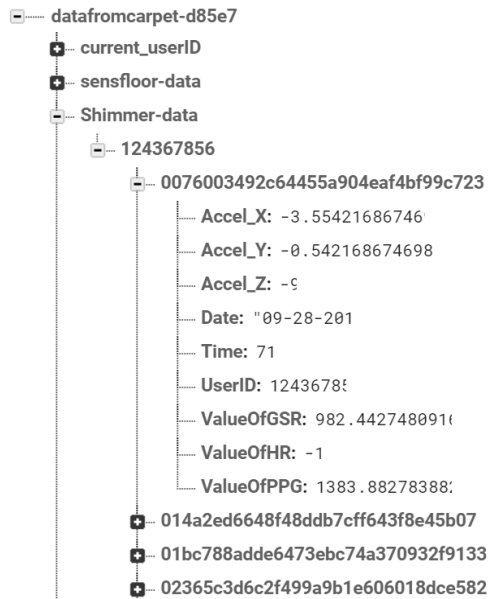 datafromcarpet-d85e7
current_userID
sensfloor-data
Shimmer-data
124367856
0076003492c64455a904eaf4bf99c723
Accel_X: -3.55421686746
Accel_Y: -0.542168674698
Accel_Z: -9
Date: "09-28-201
Time: 71
UserID: 12436785
ValueOfGSR: 982.442748091
ValueOfHR: -1
ValueOfPPG: 1383.88278388
014a2ed6648f48ddb7cff643f8e45b07
01bc788adde6473ebc74a370932f9133
02365c3d6c2f499a9b1e606018dce582